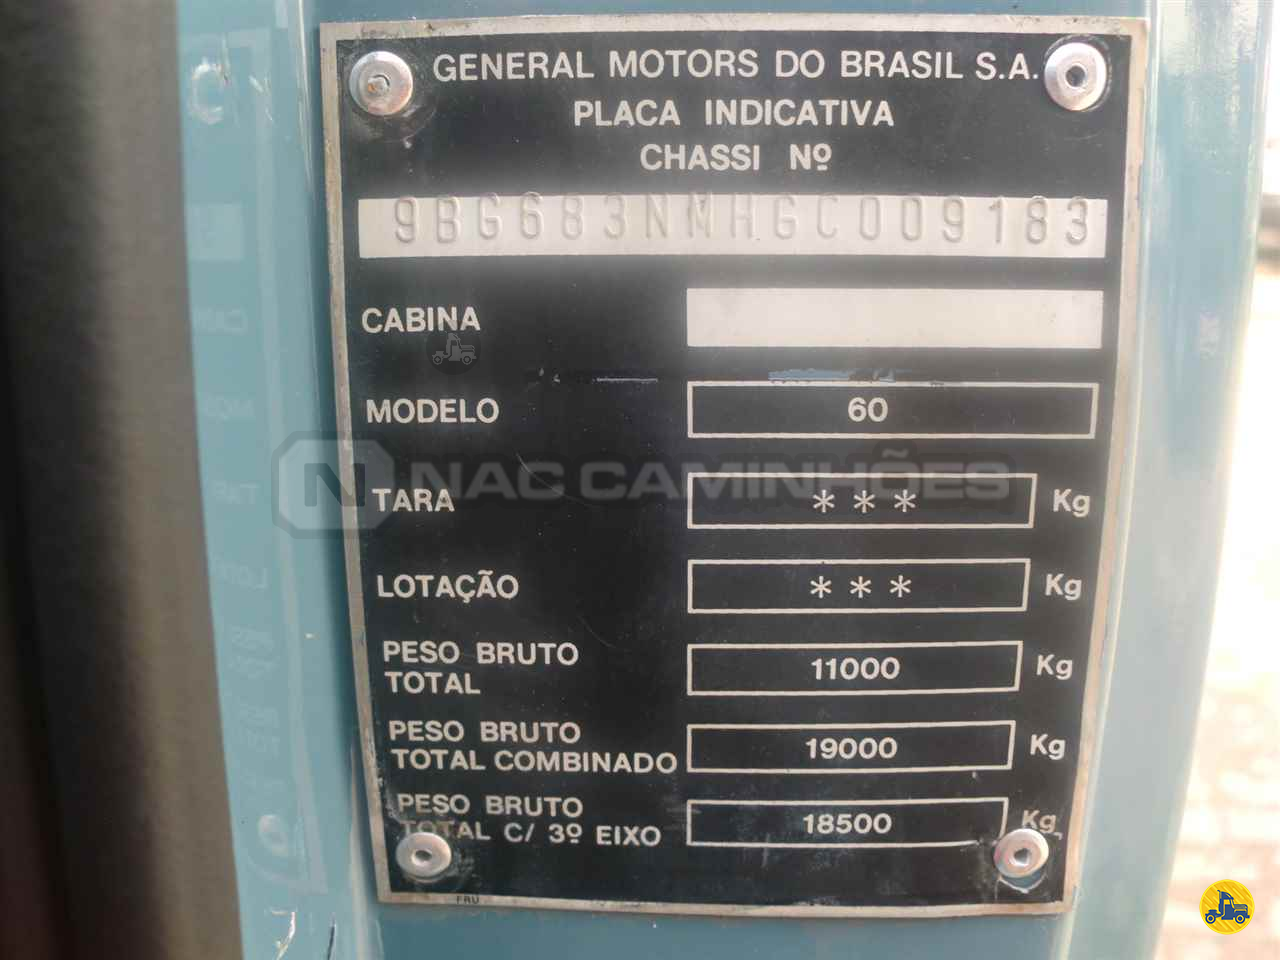 GENERAL MOTORS DO BRASIL S.A.
PLACA INDICATIVA
CHASSI Nº
9BG683NMHGC009183
CABINA
MODELO 60
N NAC CAMINHÕES
TARA *** Kg
LOTAÇÃO *** Kg
PESO BRUTO
TOTAL 11000 Kg
PESO BRUTO
TOTAL COMBINADO 19000 Kg
PESO BRUTO
TOTAL C/ 3º EIXO 18500 Kg
FRU